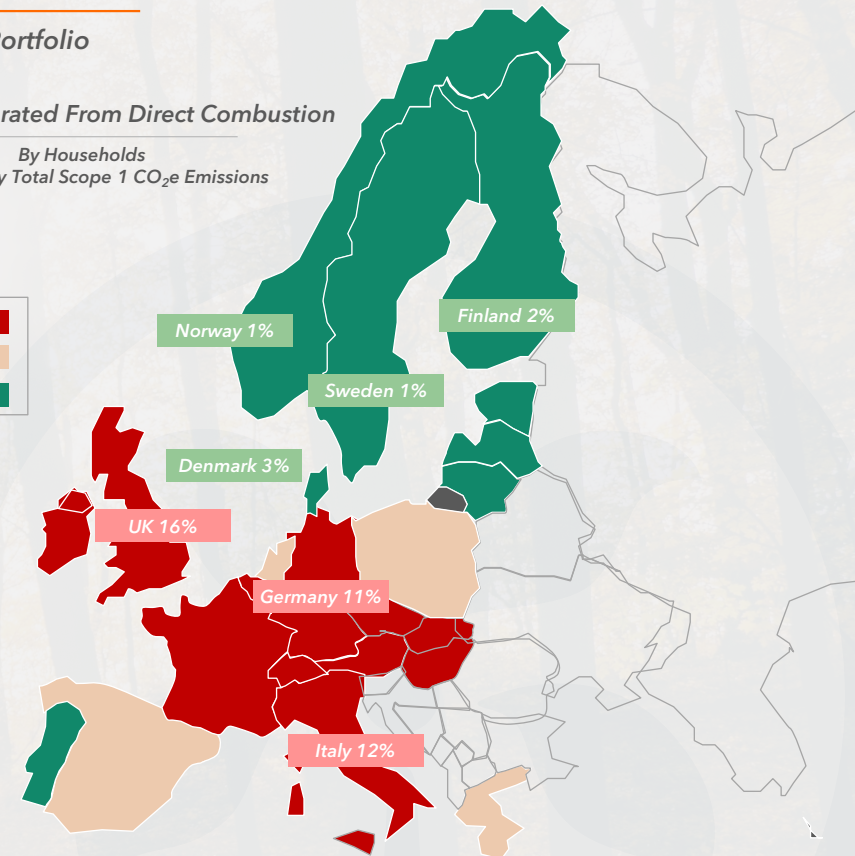 ortfolio
rated From Direct Combustion
By Households
y Total Scope 1 CO₂e Emissions
Norway 1%
Finland 2%
Sweden 1%
Denmark 3%
UK 16%
Germany 11%
Italy 12%